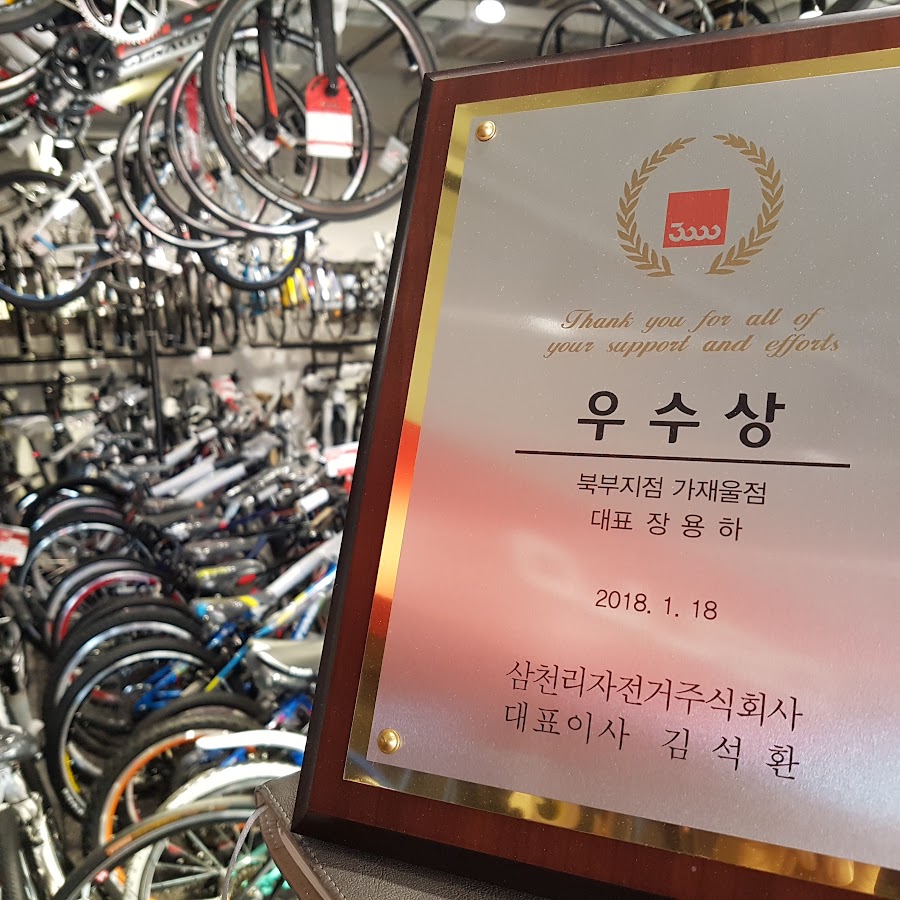 3000
Thank you for all of
your support and efforts
우수상
북부지점 가재울점
대표 장 용 하
2018. 1. 18
삼천리자전거주식회사
대표이사 김 석 환